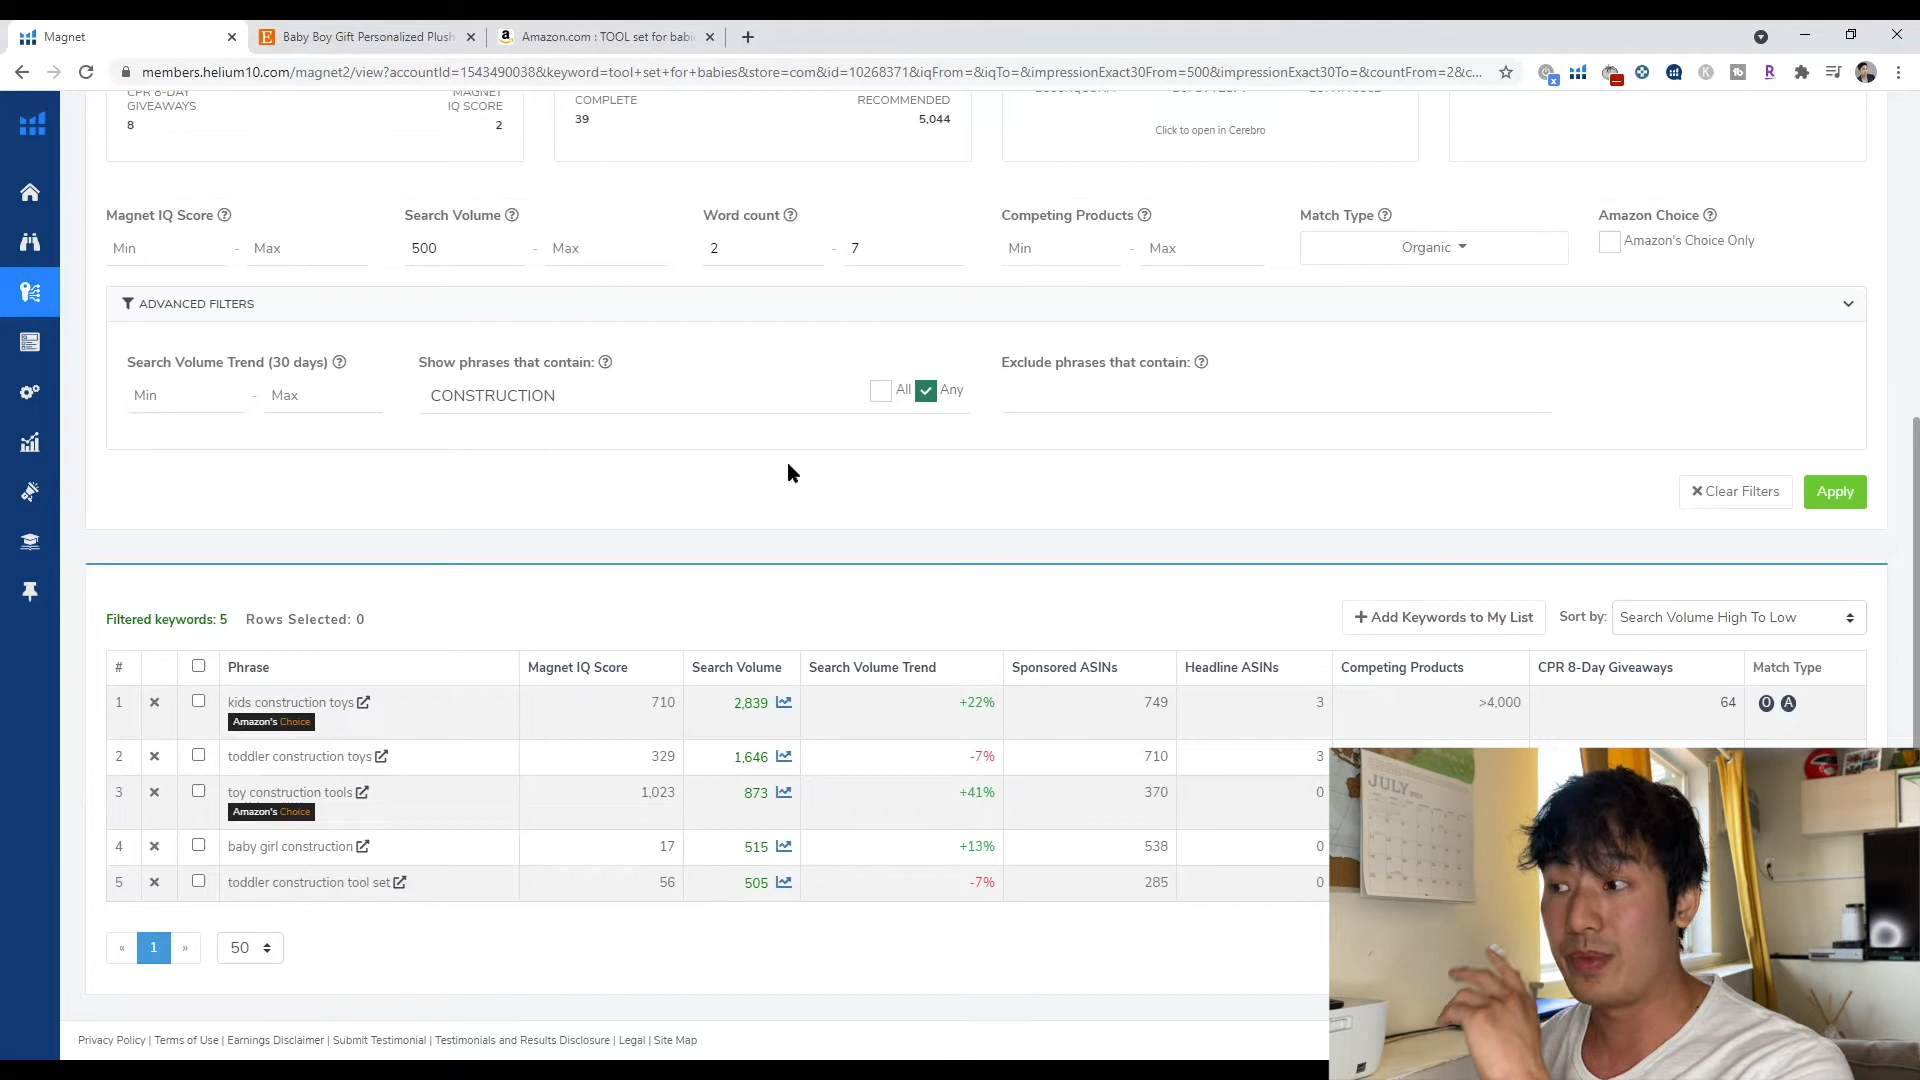 Magnet
Baby Boy Gift Personalized Plush
Amazon.com : TOOL set for babi
members.helium10.com/magnet2/view?accountId=1543490038&keyword=tool+set+for+babies&store=com&id=10268371&iqFrom=&iqTo=&impressionExact30From=500&impressionExact30To=&countFrom=2&c...
CPR 8-DAY
GIVEAWAYS
8
MAGNET
IQ SCORE
2
COMPLETE
39
RECOMMENDED
5,044
Click to open in Cerebro
Magnet IQ Score
Min - Max
Search Volume
500 - Max
Word count
2 - 7
Competing Products
Min - Max
Match Type
Organic
Amazon Choice
Amazon's Choice Only
ADVANCED FILTERS
Search Volume Trend (30 days)
Min - Max
Show phrases that contain:
CONSTRUCTION
All Any
Exclude phrases that contain:
Clear Filters
Apply
Filtered keywords: 5 Rows Selected: 0
+ Add Keywords to My List
Sort by: Search Volume High To Low
# Phrase Magnet IQ Score Search Volume Search Volume Trend Sponsored ASINs Headline ASINs Competing Products CPR 8-Day Giveaways Match Type
1 kids construction toys 710 2,839 +22% 749 3 >4,000 64 O A
Amazon's Choice
2 toddler construction toys 329 1,646 -7% 710 3
3 toy construction tools 1,023 873 +41% 370 0
Amazon's Choice
4 baby girl construction 17 515 +13% 538 0
5 toddler construction tool set 56 505 -7% 285 0
« 1 » 50
JULY
Privacy Policy | Terms of Use | Earnings Disclaimer | Submit Testimonial | Testimonials and Results Disclosure | Legal | Site Map